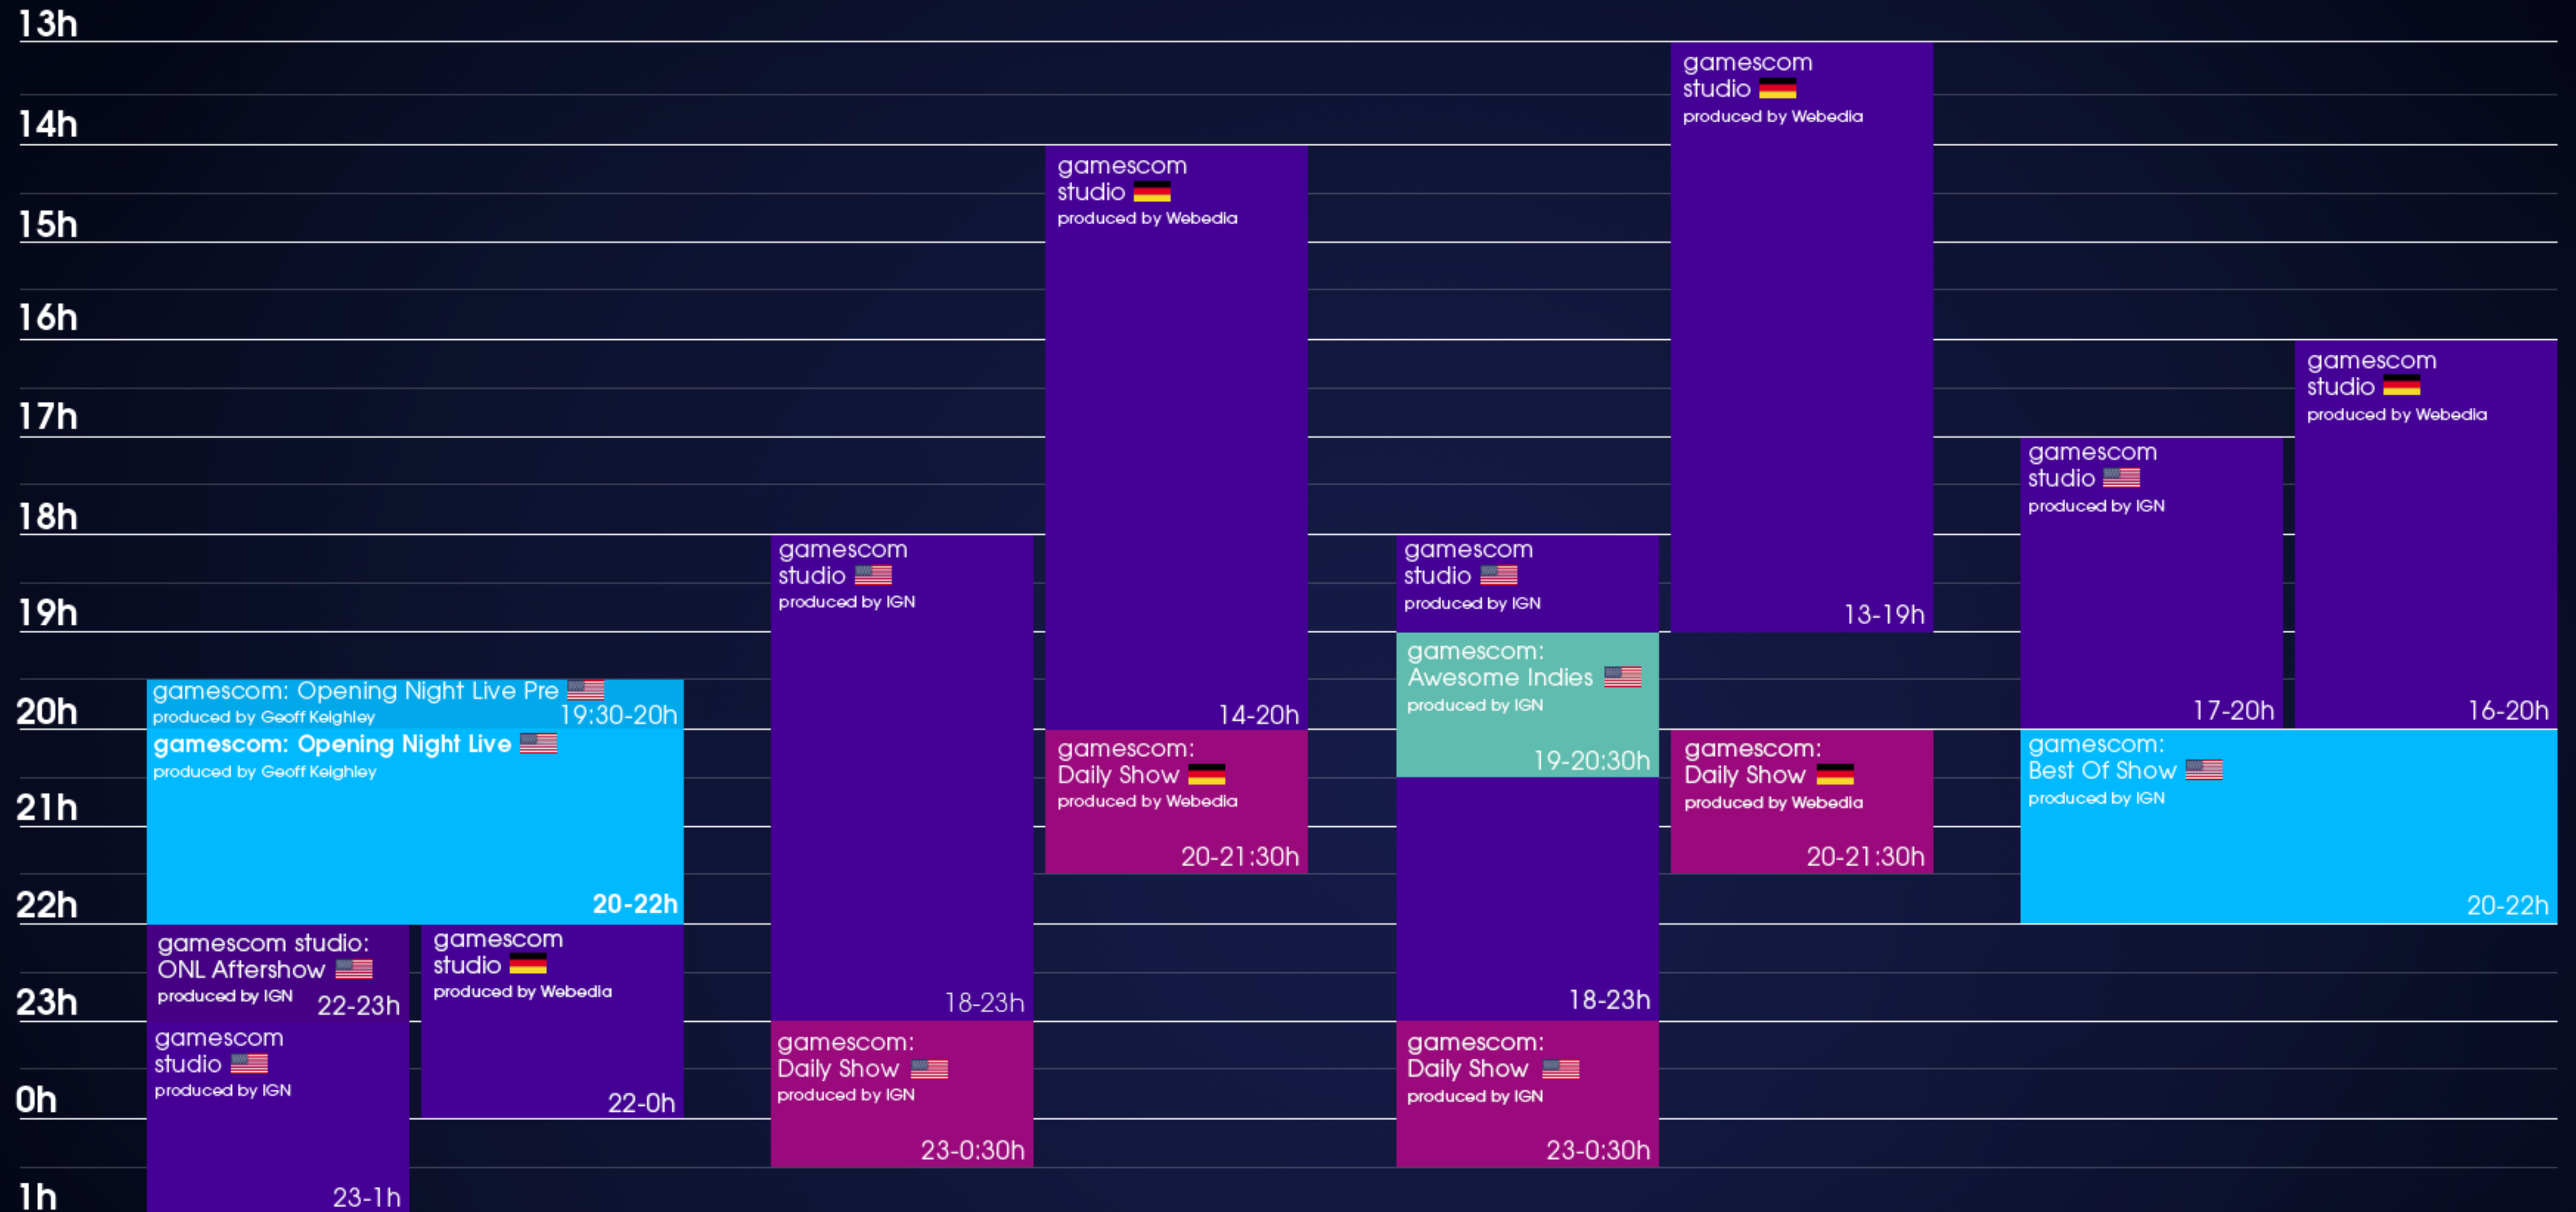 13h
14h
15h
16h
17h
18h
19h
20h
21h
22h
23h
0h
1h
gamescom: Opening Night Live Pre
produced by Geoff Keighley
19:30-20h
gamescom: Opening Night Live
produced by Geoff Keighley
20-22h
gamescom studio:
ONL Aftershow
produced by IGN
22-23h
gamescom
studio
produced by IGN
23-1h
gamescom
studio
produced by Webedia
22-0h
gamescom
studio
produced by IGN
18-23h
gamescom:
Daily Show
produced by IGN
23-0:30h
gamescom
studio
produced by Webedia
14-20h
gamescom:
Daily Show
produced by Webedia
20-21:30h
gamescom
studio
produced by IGN
gamescom:
Awesome Indies
produced by IGN
19-20:30h
18-23h
gamescom:
Daily Show
produced by IGN
23-0:30h
gamescom
studio
produced by Webedia
13-19h
gamescom:
Daily Show
produced by Webedia
20-21:30h
gamescom
studio
produced by IGN
17-20h
gamescom
studio
produced by Webedia
16-20h
gamescom:
Best Of Show
produced by IGN
20-22h